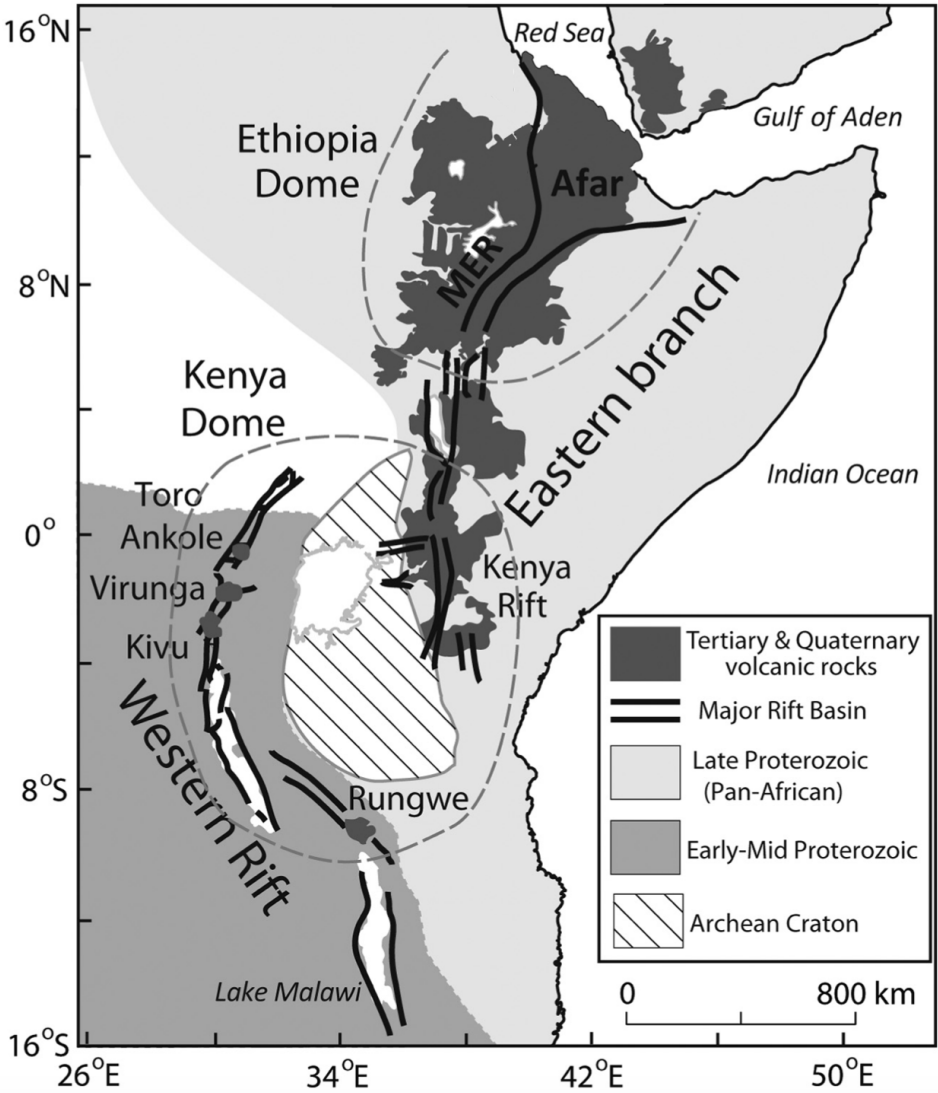 16°N
Red Sea
Gulf of Aden
Ethiopia
Dome
Afar
MER
8°N
Eastern branch
Kenya
Dome
Indian Ocean
Toro
Ankole
0°
Virunga
Kenya
Rift
Kivu
Western Rift
8°S
Rungwe
Lake Malawi
16°S
26°E
34°E
42°E
50°E
Tertiary & Quaternary
volcanic rocks
Major Rift Basin
Late Proterozoic
(Pan-African)
Early-Mid Proterozoic
Archean Craton
0
800 km